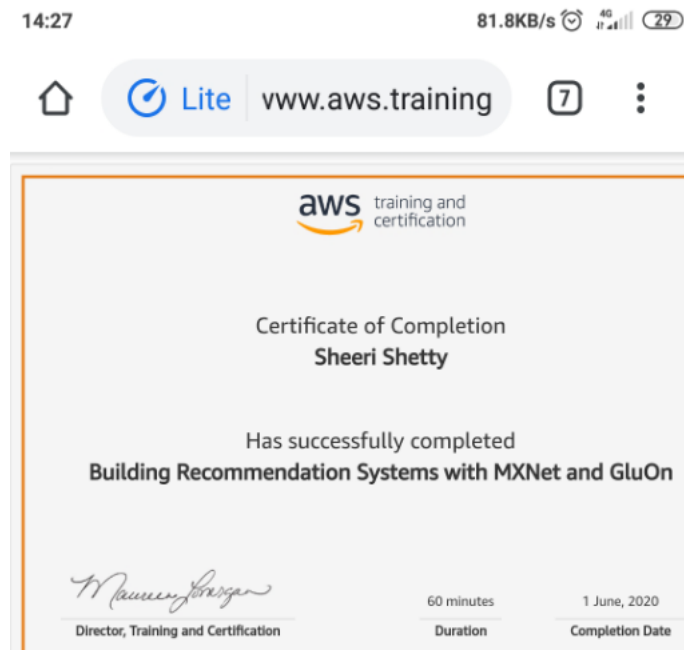 14:27 81.8KB/s 4G 29
Lite vww.aws.training 7
aws training and
certification
Certificate of Completion
Sheeri Shetty
Has successfully completed
Building Recommendation Systems with MXNet and GluOn
60 minutes 1 June, 2020
Director, Training and Certification Duration Completion Date